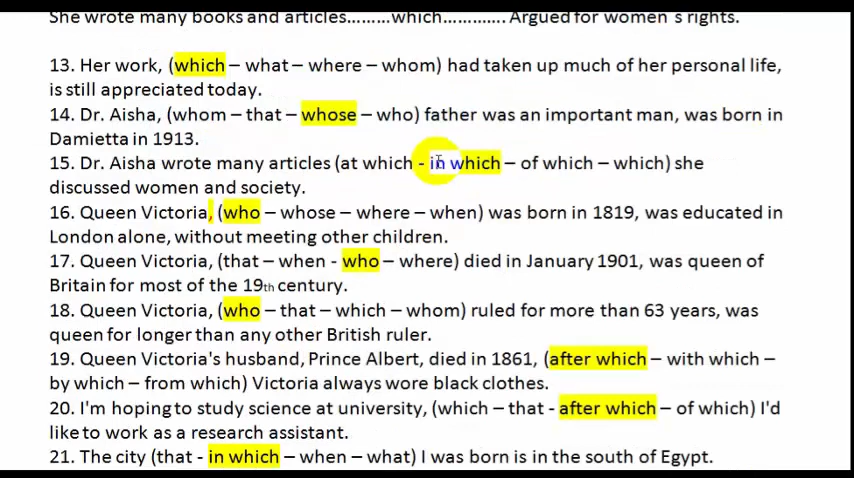 She wrote many books and articles.........which............. Argued for women's rights.
13. Her work, (which – what – where – whom) had taken up much of her personal life,
is still appreciated today.
14. Dr. Aisha, (whom – that – whose – who) father was an important man, was born in
Damietta in 1913.
15. Dr. Aisha wrote many articles (at which - in which – of which – which) she
discussed women and society.
16. Queen Victoria, (who – whose – where – when) was born in 1819, was educated in
London alone, without meeting other children.
17. Queen Victoria, (that – when - who – where) died in January 1901, was queen of
Britain for most of the 19th century.
18. Queen Victoria, (who – that – which – whom) ruled for more than 63 years, was
queen for longer than any other British ruler.
19. Queen Victoria's husband, Prince Albert, died in 1861, (after which – with which –
by which – from which) Victoria always wore black clothes.
20. I'm hoping to study science at university, (which – that - after which – of which) I'd
like to work as a research assistant.
21. The city (that - in which – when – what) I was born is in the south of Egypt.